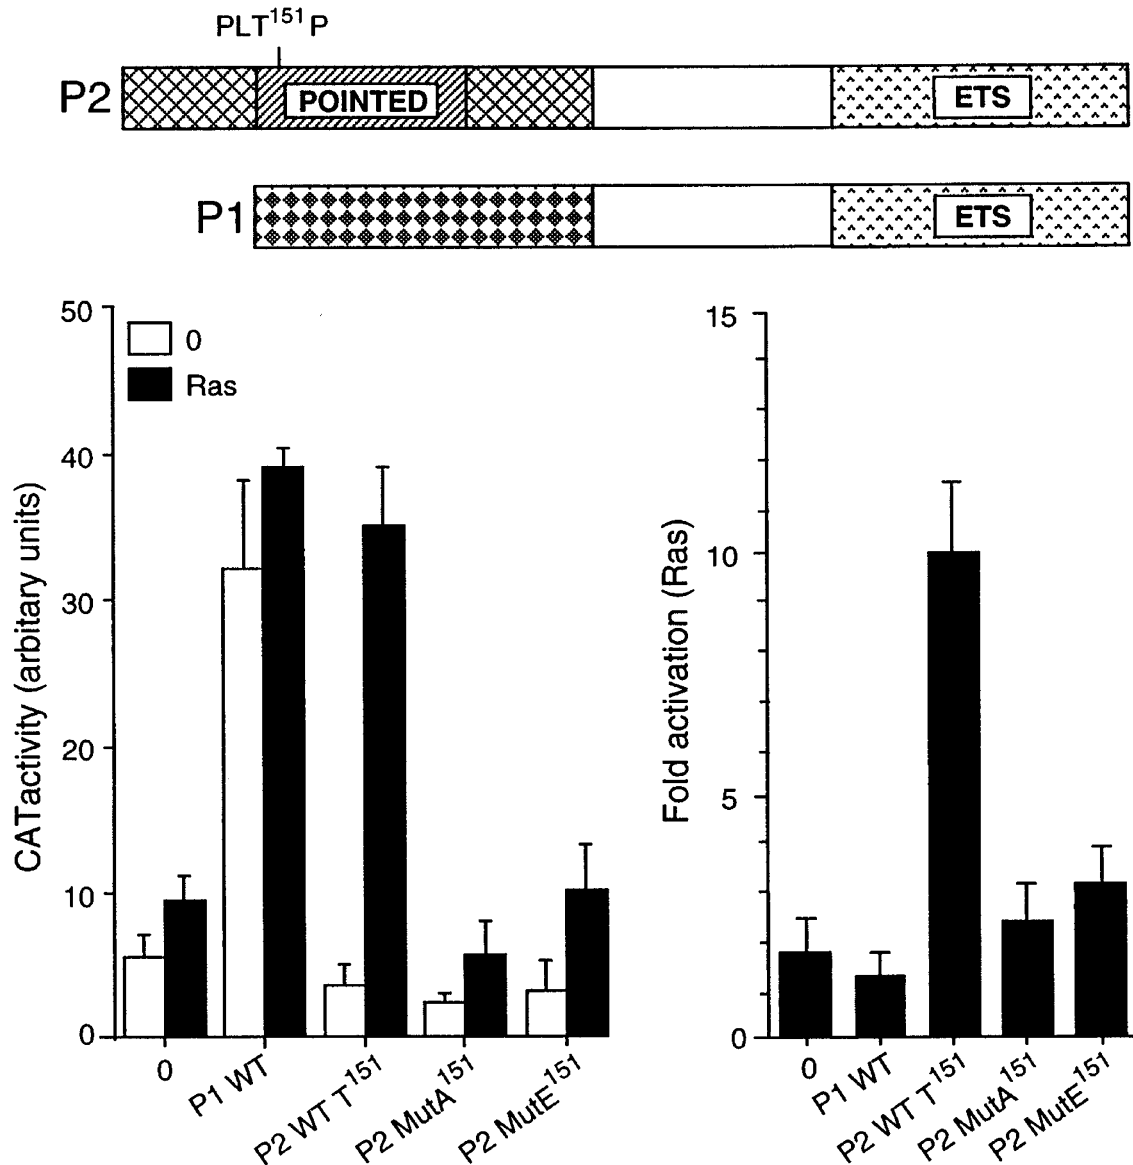 PLT¹⁵¹P
P2
POINTED
ETS
P1
ETS
50
40
30
20
10
0
CATactivity (arbitary units)
0
Ras
0
P1 WT
P2 WT T¹⁵¹
P2 MutA¹⁵¹
P2 MutE¹⁵¹
15
10
5
0
Fold activation (Ras)
0
P1 WT
P2 WT T¹⁵¹
P2 MutA¹⁵¹
P2 MutE¹⁵¹